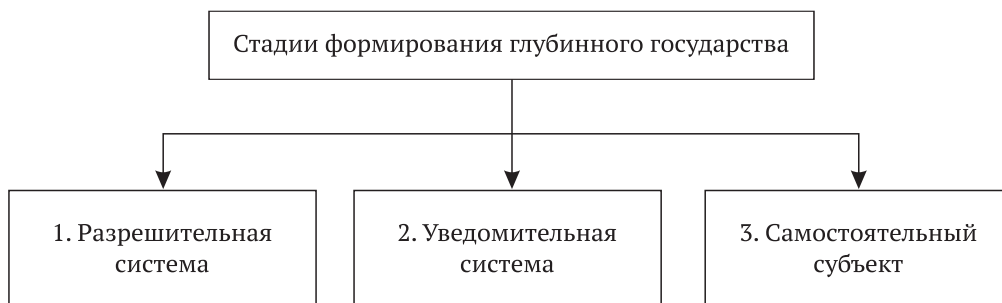 Стадии формирования глубинного государства
1. Разрешительная
система
2. Уведомительная
система
3. Самостоятельный
субъект